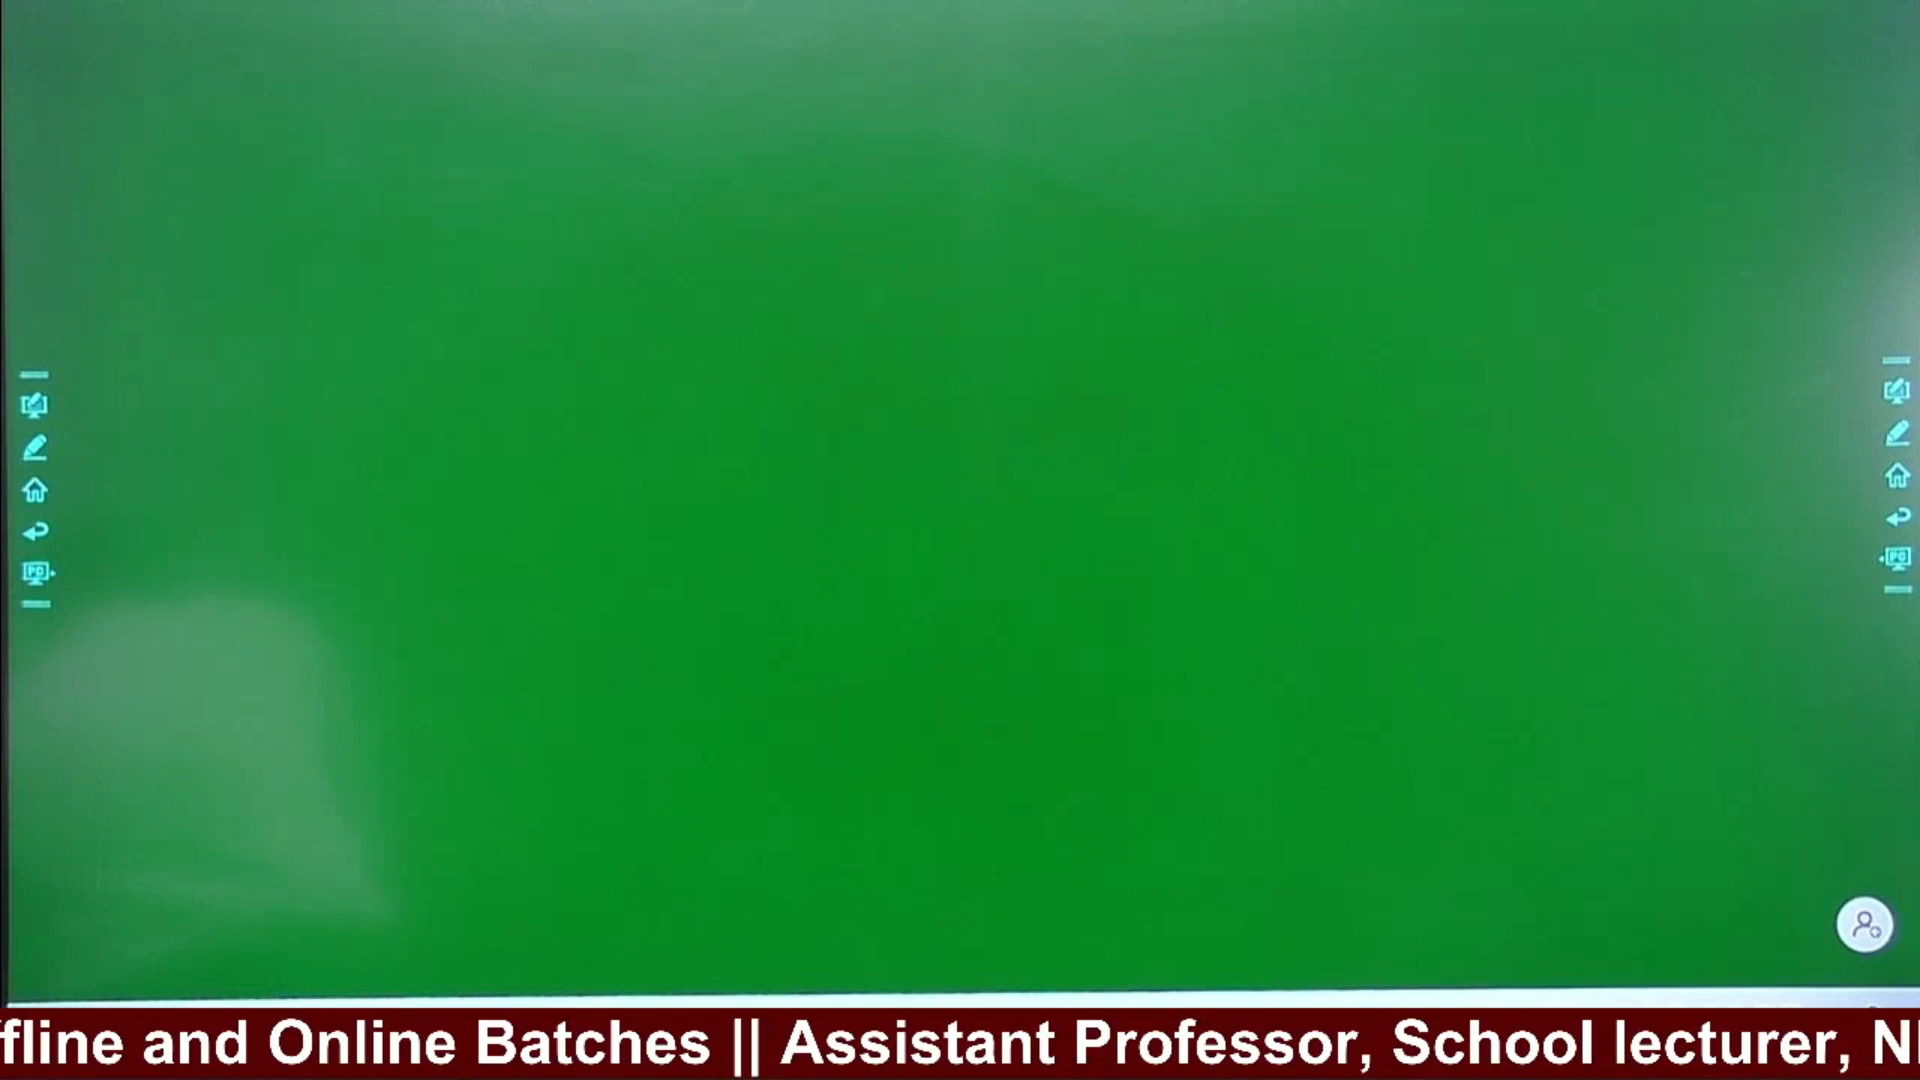 fline and Online Batches || Assistant Professor, School lecturer, N